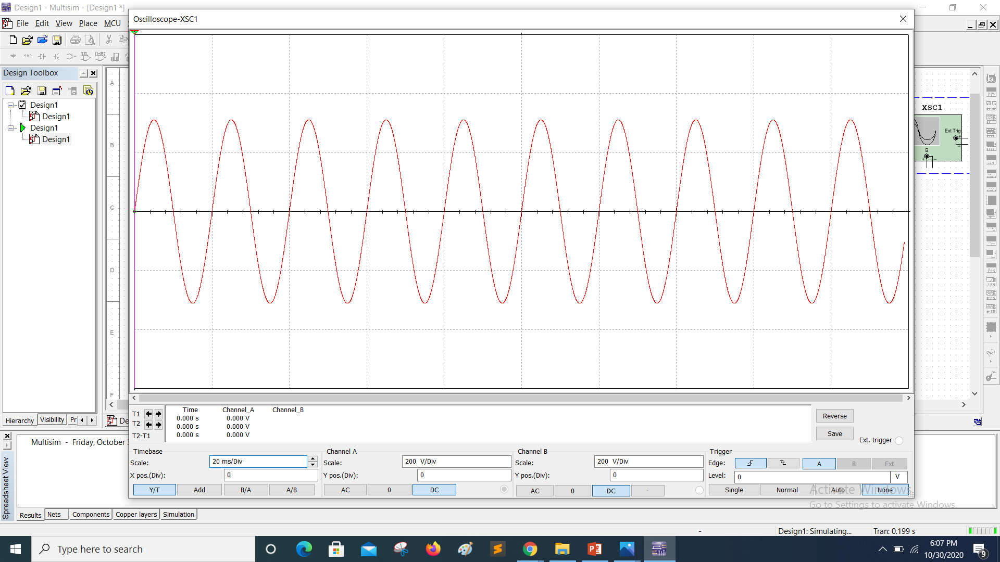 Design1 - Multisim - [Design1 *]
File Edit View Place MCU
Oscilloscope-XSC1
Design Toolbox
Design1
Design1
Design1
Design1
A
B
C
D
E
F
XSC1
Ext Trig
B
Hierarchy Visibility Pr
De
T1
T2
T2-T1
Time Channel_A Channel_B
0.000 s 0.000 V
0.000 s 0.000 V
0.000 s 0.000 V
Reverse
Save
Ext. trigger
Timebase
Scale: 20 ms/Div
X pos.(Div): 0
Y/T Add B/A A/B
Channel A
Scale: 200 V/Div
Y pos.(Div): 0
AC 0 DC
Channel B
Scale: 200 V/Div
Y pos.(Div): 0
AC 0 DC -
Trigger
Edge: A B Ext
Level: 0 V
Single Normal Auto None
Multisim - Friday, October
Spreadsheet View
Results Nets Components Copper layers Simulation
Activate Windows
Go to Settings to activate Windows.
- Design1: Simulating... Tran: 0.199 s
Type here to search
6:07 PM
10/30/2020
9